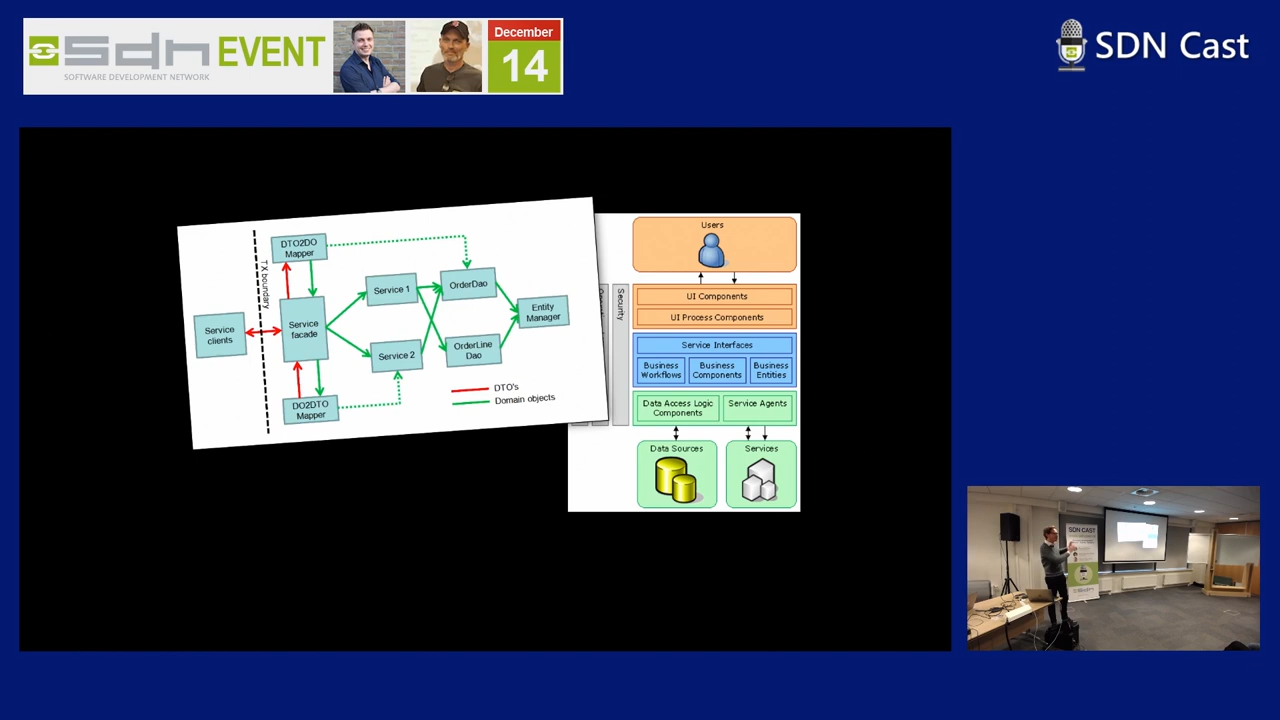 Sdn EVENT
SOFTWARE DEVELOPMENT NETWORK
December
14
SDN Cast
DTO2DO
Mapper
TX boundary
Service
clients
Service
facade
Service 1
Service 2
OrderDao
OrderLine
Dao
Entity
Manager
DO2DTO
Mapper
DTO's
Domain objects
Security
Users
UI Components
UI Process Components
Service Interfaces
Business
Workflows
Business
Components
Business
Entities
Data Access Logic
Components
Service Agents
Data Sources
Services
SDN CAST